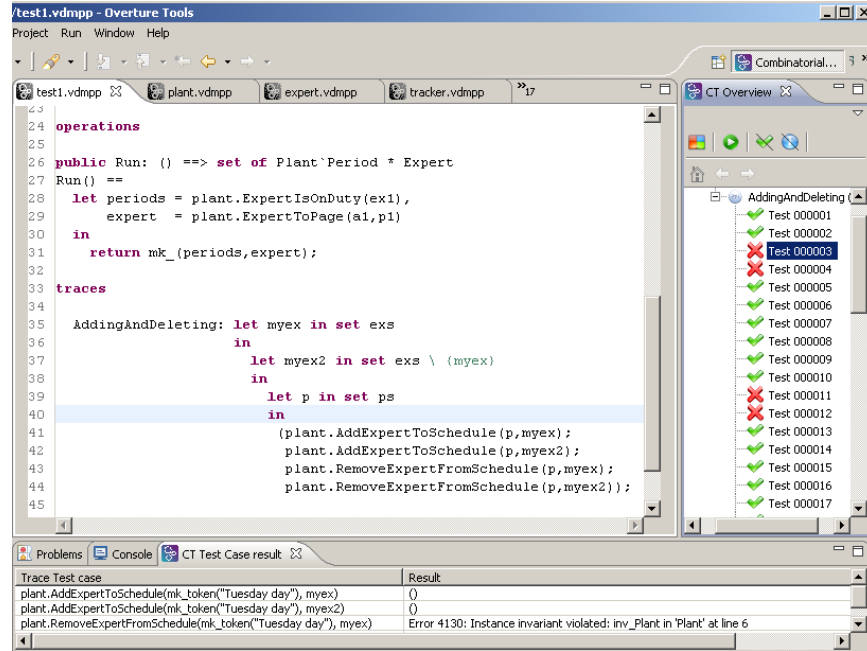 /test1.vdmpp - Overture Tools
Project Run Window Help
Combinatorial...
test1.vdmpp
plant.vdmpp
expert.vdmpp
tracker.vdmpp
»17
CT Overview
23
24 operations
25
26 public Run: () ==> set of Plant`Period * Expert
27 Run() ==
28 let periods = plant.ExpertIsOnDuty(ex1),
29 expert = plant.ExpertToPage(a1,p1)
30 in
31 return mk_(periods,expert);
32
33 traces
34
35 AddingAndDeleting: let myex in set exs
36 in
37 let myex2 in set exs \ {myex}
38 in
39 let p in set ps
40 in
41 (plant.AddExpertToSchedule(p,myex);
42 plant.AddExpertToSchedule(p,myex2);
43 plant.RemoveExpertFromSchedule(p,myex);
44 plant.RemoveExpertFromSchedule(p,myex2));
45
AddingAndDeleting (
Test 000001
Test 000002
Test 000003
Test 000004
Test 000005
Test 000006
Test 000007
Test 000008
Test 000009
Test 000010
Test 000011
Test 000012
Test 000013
Test 000014
Test 000015
Test 000016
Test 000017
Problems
Console
CT Test Case result
Trace Test case Result
plant.AddExpertToSchedule(mk_token("Tuesday day"), myex) ()
plant.AddExpertToSchedule(mk_token("Tuesday day"), myex2) ()
plant.RemoveExpertFromSchedule(mk_token("Tuesday day"), myex) Error 4130: Instance invariant violated: inv_Plant in 'Plant' at line 6